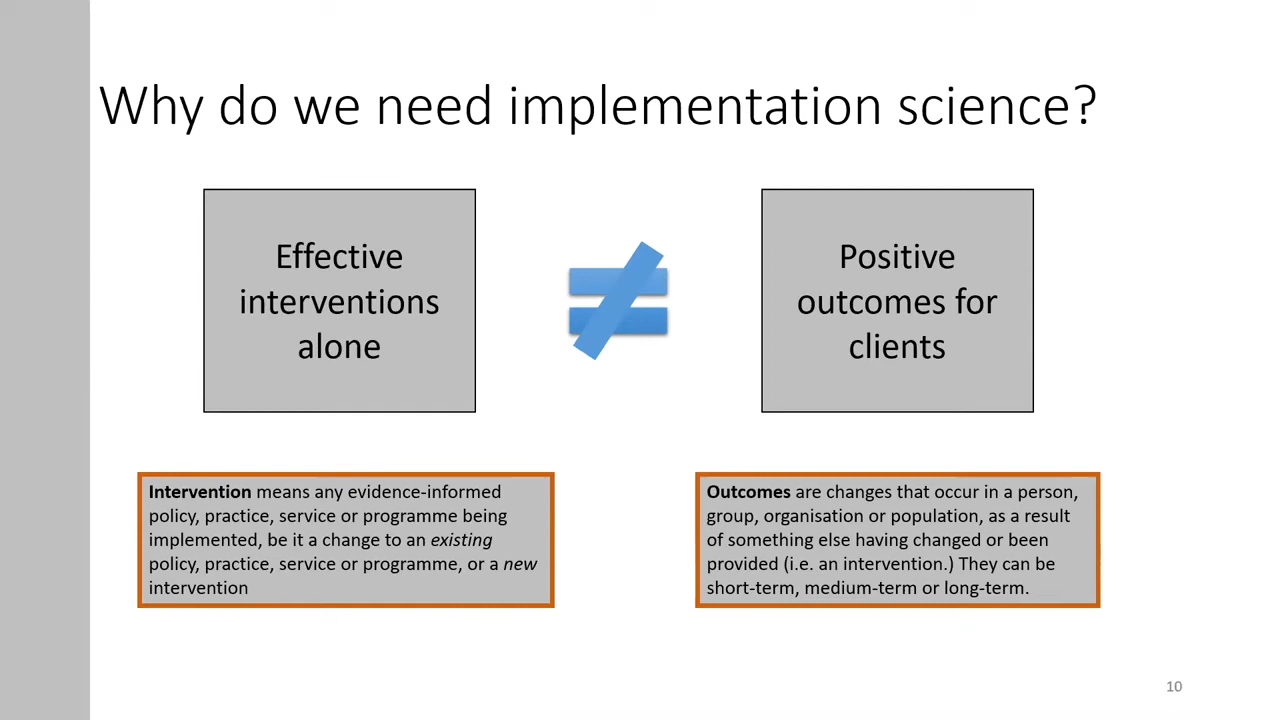 Why do we need implementation science?
Effective
interventions
alone
Positive
outcomes for
clients
Intervention means any evidence-informed
policy, practice, service or programme being
implemented, be it a change to an existing
policy, practice, service or programme, or a new
intervention
Outcomes are changes that occur in a person,
group, organisation or population, as a result
of something else having changed or been
provided (i.e. an intervention.) They can be
short-term, medium-term or long-term.
10